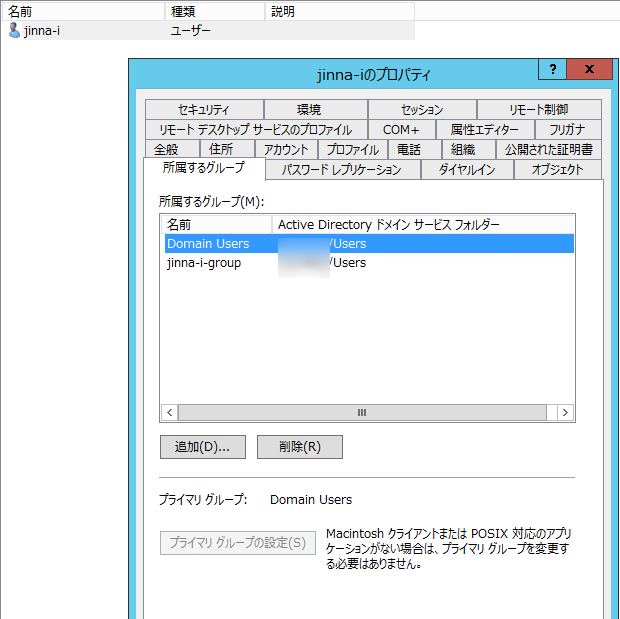 名前 種類 説明
jinna-i ユーザー
jinna-iのプロパティ ? x
セキュリティ 環境 セッション リモート制御
リモート デスクトップ サービスのプロファイル COM+ 属性エディター フリガナ
全般 住所 アカウント プロファイル 電話 組織 公開された証明書
所属するグループ パスワード レプリケーション ダイヤルイン オブジェクト
所属するグループ(M):
名前 Active Directory ドメイン サービス フォルダー
Domain Users /Users
jinna-i-group /Users
追加(D)... 削除(R)
プライマリ グループ: Domain Users
プライマリ グループの設定(S)
Macintosh クライアントまたは POSIX 対応のアプリ
ケーションがない場合は、プライマリ グループを変更す
る必要はありません。